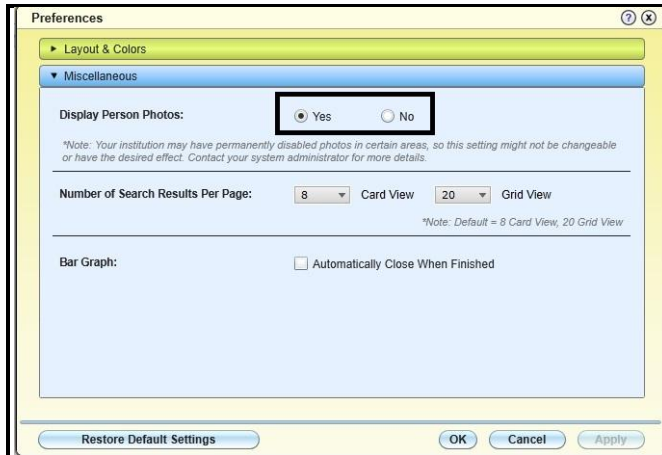 Preferences
Layout & Colors
Miscellaneous
Display Person Photos: Yes No
*Note: Your institution may have permanently disabled photos in certain areas, so this setting might not be changeable
or have the desired effect. Contact your system administrator for more details.
Number of Search Results Per Page: 8 Card View 20 Grid View
*Note: Default = 8 Card View, 20 Grid View
Bar Graph: Automatically Close When Finished
Restore Default Settings OK Cancel Apply